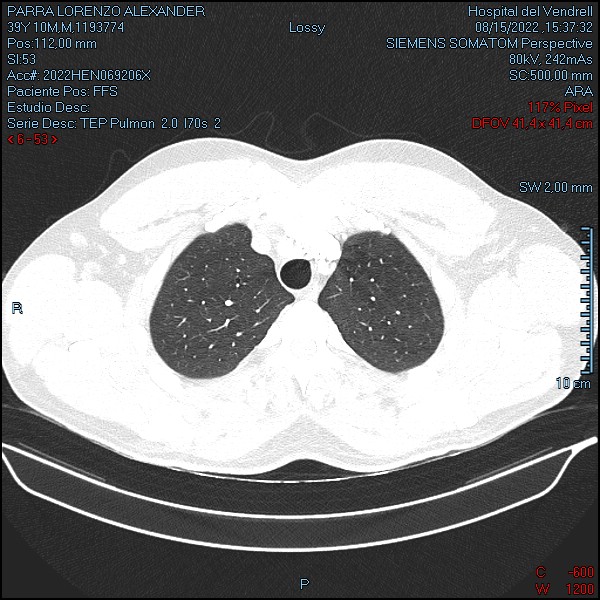 PARRA LORENZO ALEXANDER
39Y 10M,M,1193774
Pos:112,00 mm
SI:53
Acc#: 2022HEN069206X
Paciente Pos: FFS
Estudio Desc:
Serie Desc: TEP Pulmon 2.0 I70s 2
< 6 - 53 >
Lossy
Hospital del Vendrell
08/15/2022 ,15:37:32
SIEMENS SOMATOM Perspective
80kV, 242mAs
SC:500,00 mm
ARA
117% Pixel
DFOV 41,4 x 41,4 cm
SW 2,00 mm
R
10 cm
P
C -600
W 1200